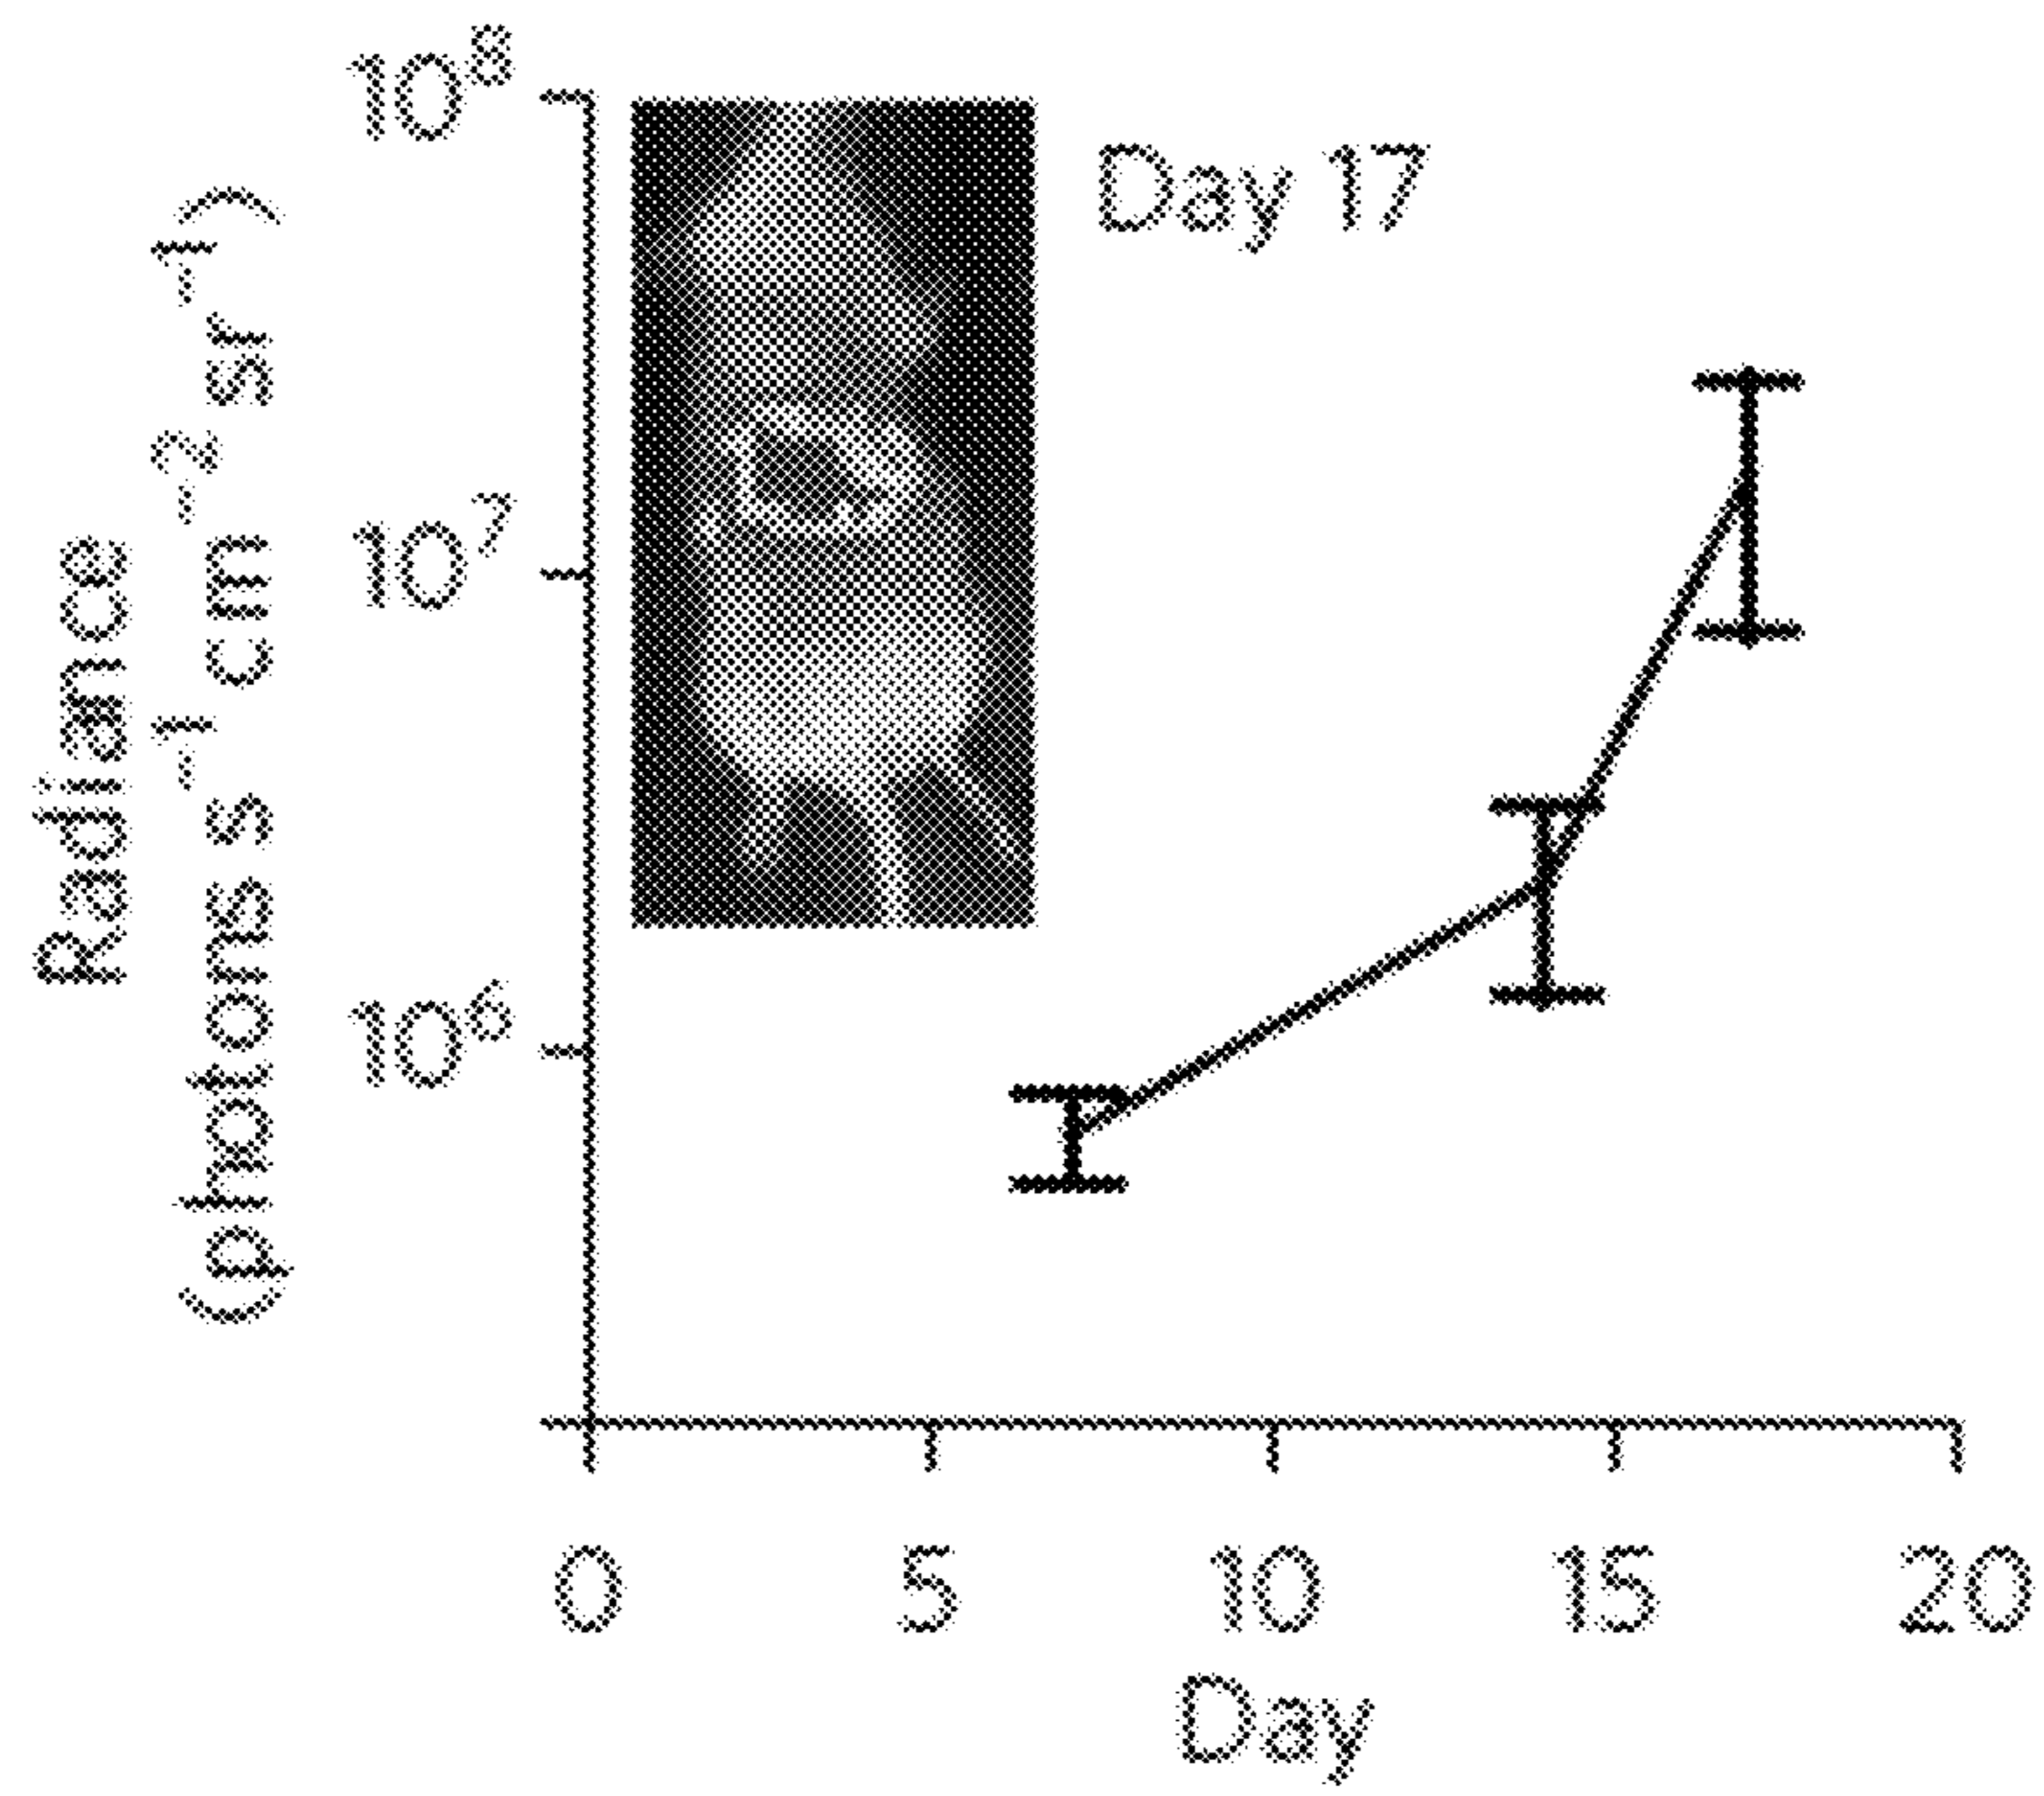 Radiance
(photons s⁻¹ cm⁻² sr⁻¹)
10⁸
10⁷
10⁶
Day 17
0 5 10 15 20
Day